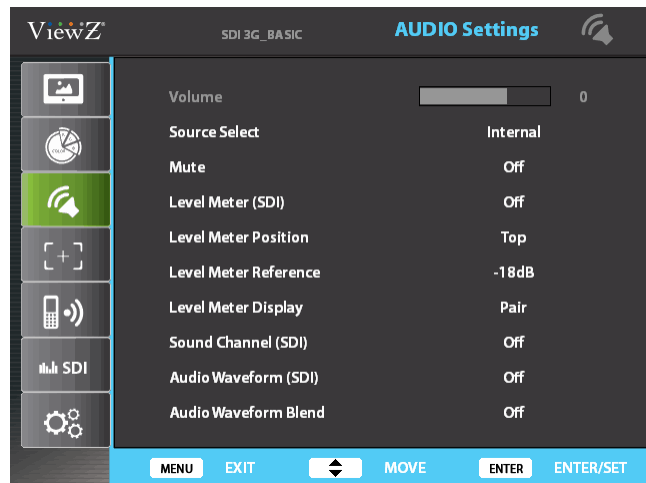 ViewZ SDI 3G_BASIC AUDIO Settings
Volume 0
COLOR
Source Select Internal
Mute Off
Level Meter (SDI) Off
Level Meter Position Top
Level Meter Reference -18dB
Level Meter Display Pair
Sound Channel (SDI) Off
SDI
Audio Waveform (SDI) Off
Audio Waveform Blend Off
MENU EXIT MOVE ENTER ENTER/SET